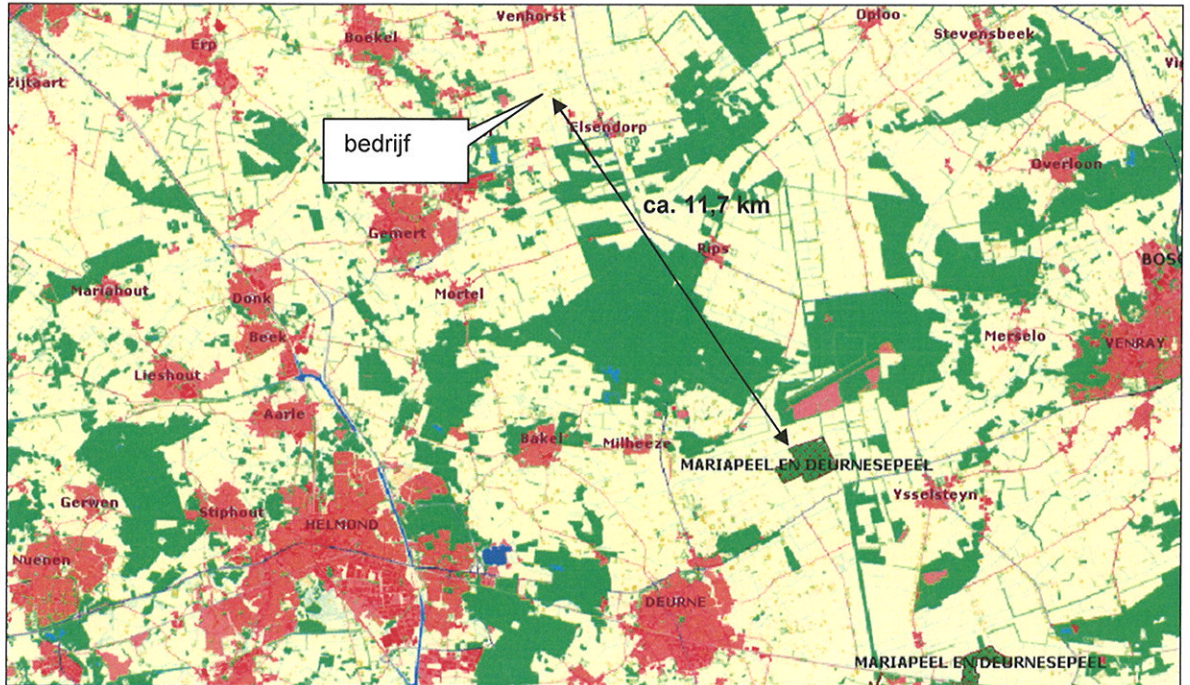 Venhorst
Oploo
Erp
Boekel
Stevensbeek
Zijtaart
Elsendorp
bedrijf
Overloon
ca. 11,7 km
Gemert
Rips
Mariahout
Donk
Mortel
Beek
Merselo
VENRAY
Lieshout
Aarle
Bakel
Milheeze
MARIAPEEL EN DEURNESEPEEL
Ysselsteyn
Gerwen
Stiphout
HELMOND
Nuenen
DEURNE
MARIAPEEL EN DEURNESEPEEL